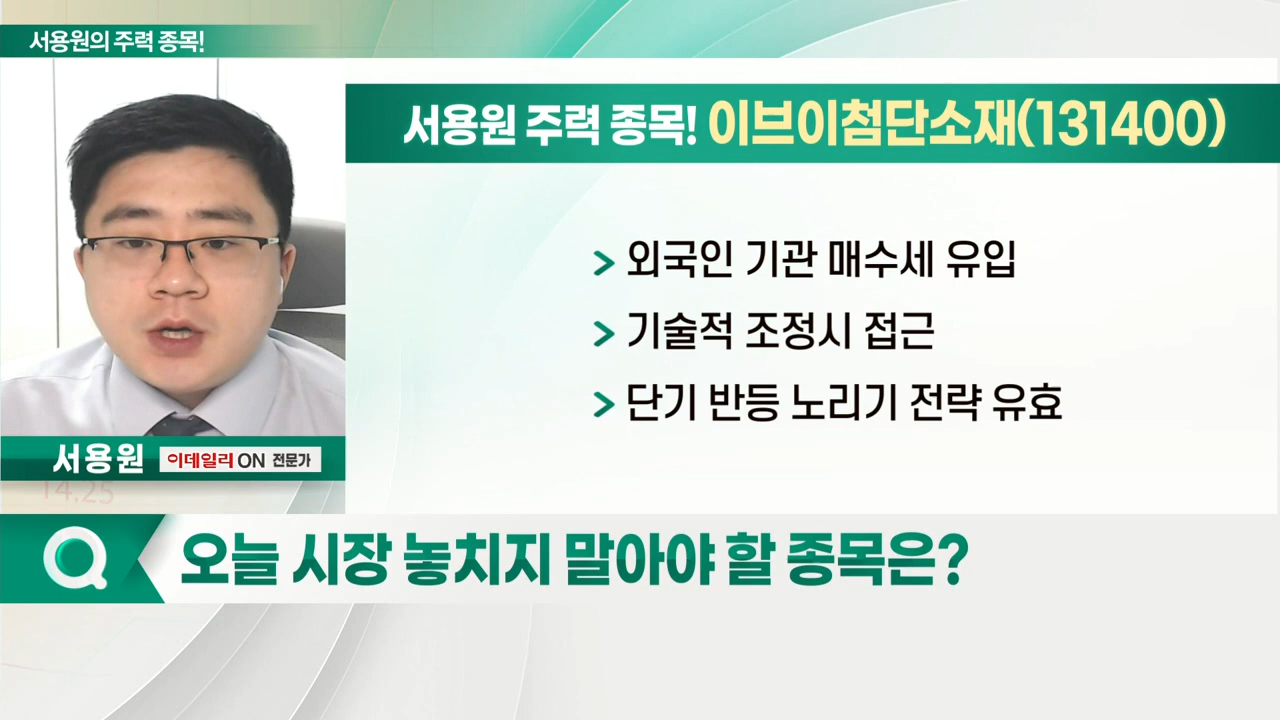 서용원의 주력 종목!
서용원 주력 종목! 이브이첨단소재(131400)
> 외국인 기관 매수세 유입
> 기술적 조정시 접근
> 단기 반등 노리기 전략 유효
서용원 이데일리 ON 전문가
14.25
Q 오늘 시장 놓치지 말아야 할 종목은?